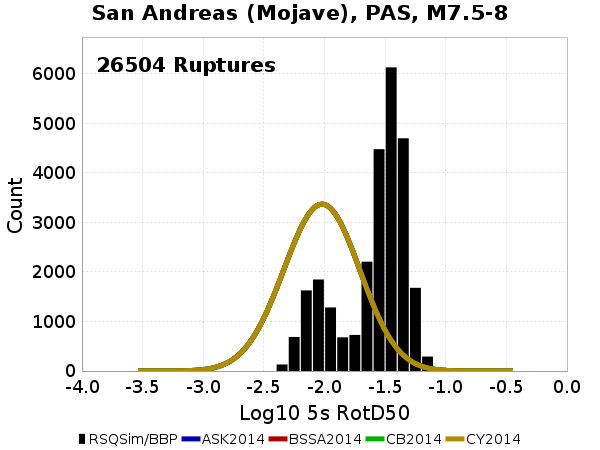 San Andreas (Mojave), PAS, M7.5-8
26504 Ruptures
Count
6000
5000
4000
3000
2000
1000
0
-4.0 -3.5 -3.0 -2.5 -2.0 -1.5 -1.0 -0.5 0.0
Log10 5s RotD50
RSQSim/BBP ASK2014 BSSA2014 CB2014 CY2014